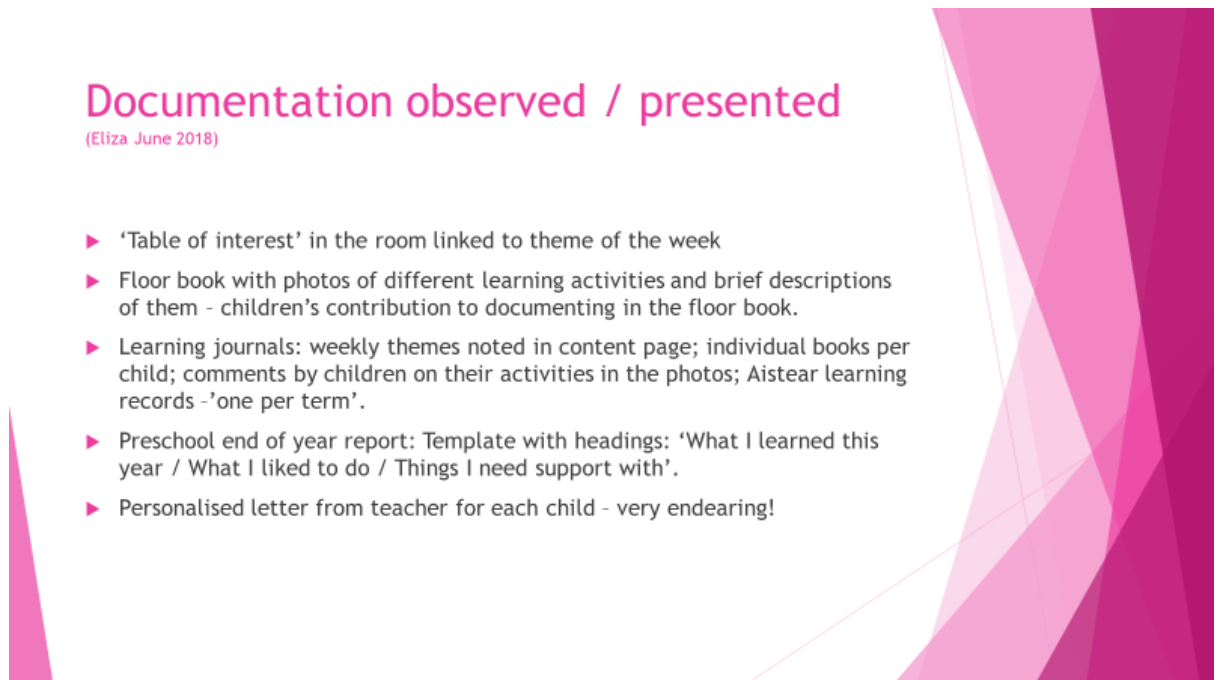 Documentation observed / presented
(Eliza June 2018)
‘Table of interest’ in the room linked to theme of the week
Floor book with photos of different learning activities and brief descriptions
of them – children’s contribution to documenting in the floor book.
Learning journals: weekly themes noted in content page; individual books per
child; comments by children on their activities in the photos; Aistear learning
records –’one per term’.
Preschool end of year report: Template with headings: ‘What I learned this
year / What I liked to do / Things I need support with’.
Personalised letter from teacher for each child – very endearing!